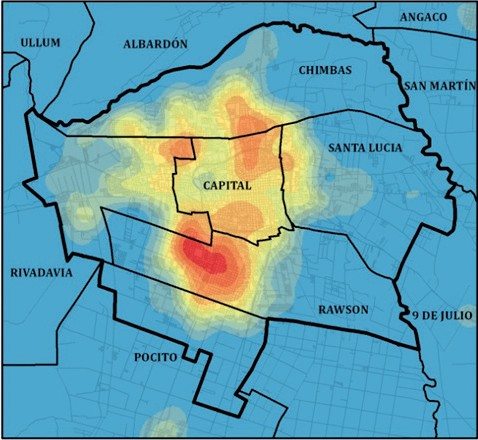 ANGACO
ULLUM
ALBARDÓN
CHIMBAS
SAN MARTÍN
SANTA LUCIA
CAPITAL
RIVADAVIA
RAWSON
9 DE JULIO
POCITO